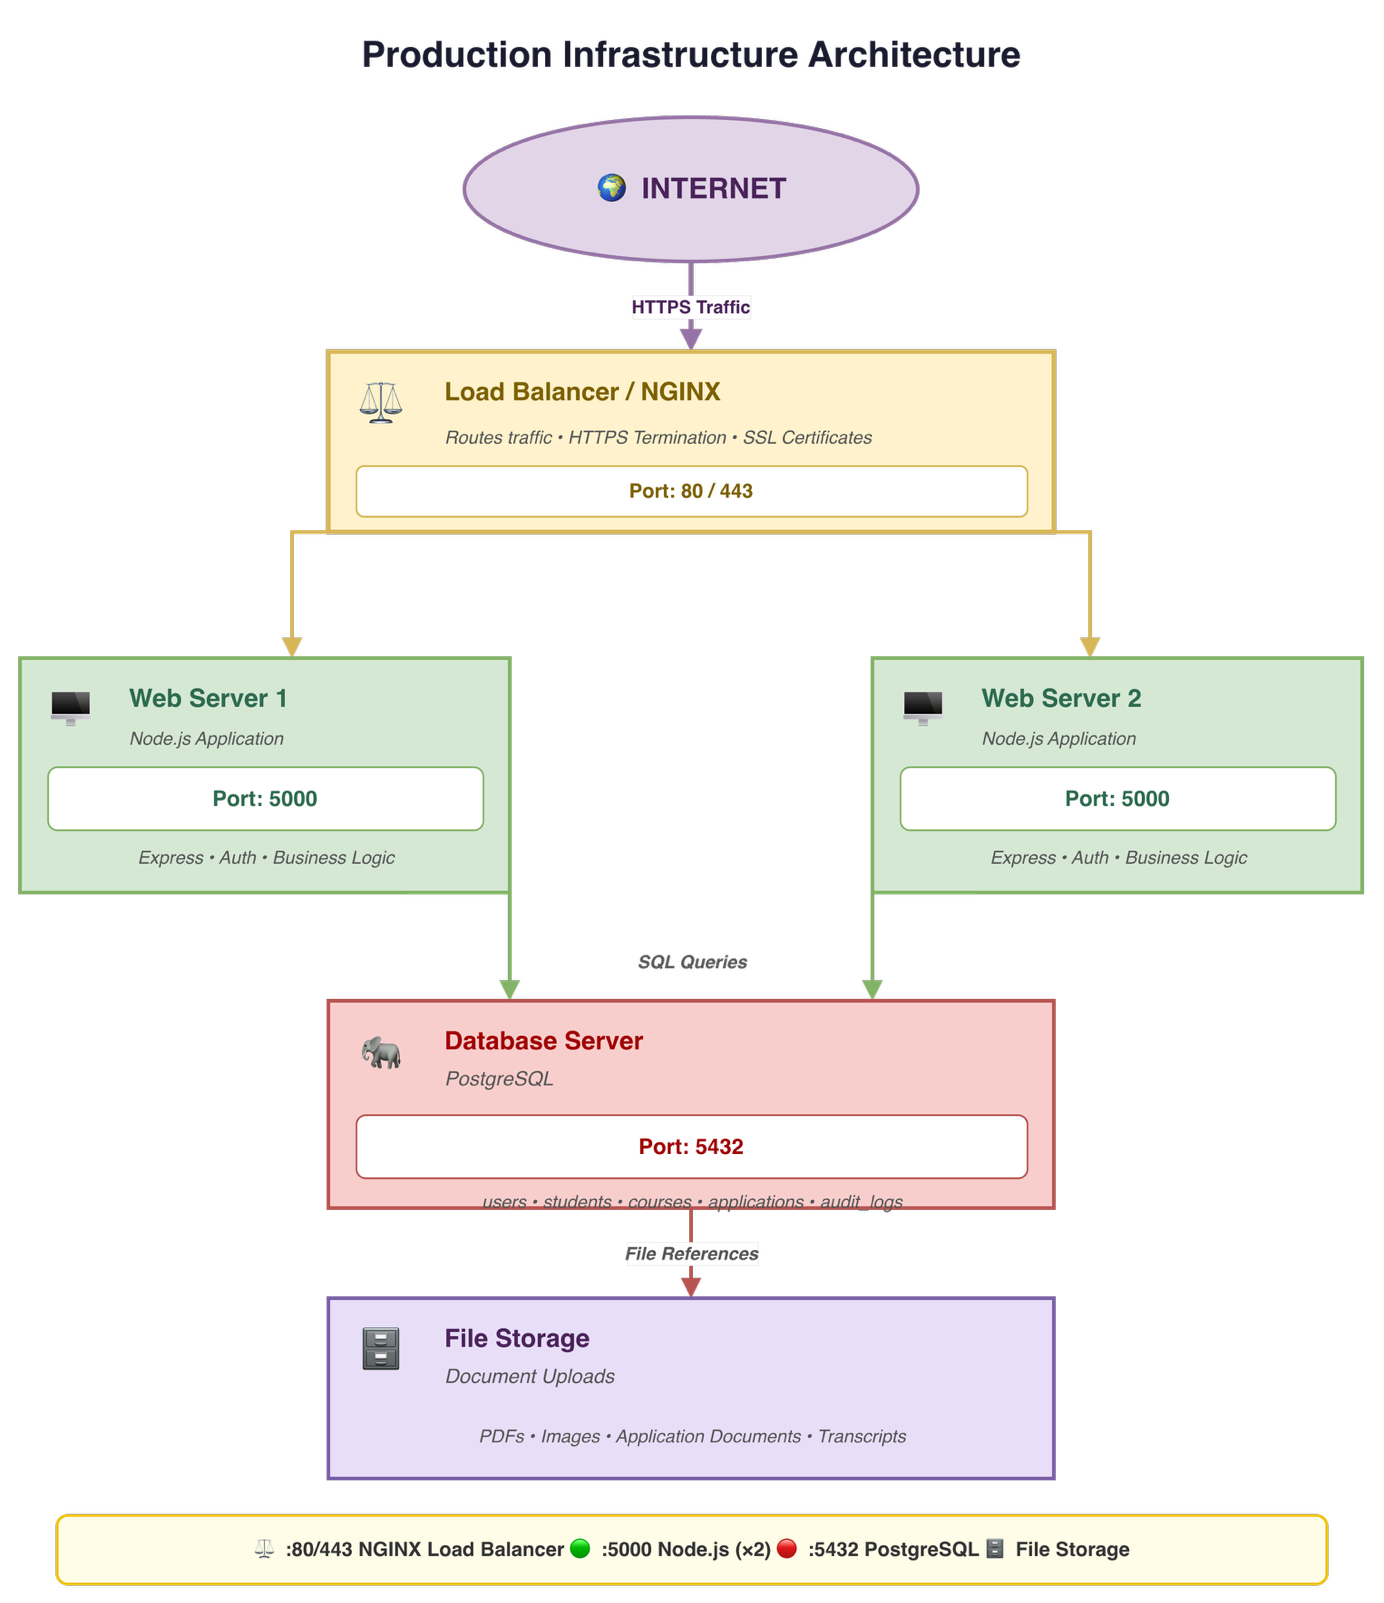 Production Infrastructure Architecture
INTERNET
HTTPS Traffic
Load Balancer / NGINX
Routes traffic • HTTPS Termination • SSL Certificates
Port: 80 / 443
Web Server 1
Node.js Application
Port: 5000
Express • Auth • Business Logic
Web Server 2
Node.js Application
Port: 5000
Express • Auth • Business Logic
SQL Queries
Database Server
PostgreSQL
Port: 5432
users • students • courses • applications • audit_logs
File References
File Storage
Document Uploads
PDFs • Images • Application Documents • Transcripts
:80/443 NGINX Load Balancer :5000 Node.js (×2) :5432 PostgreSQL File Storage